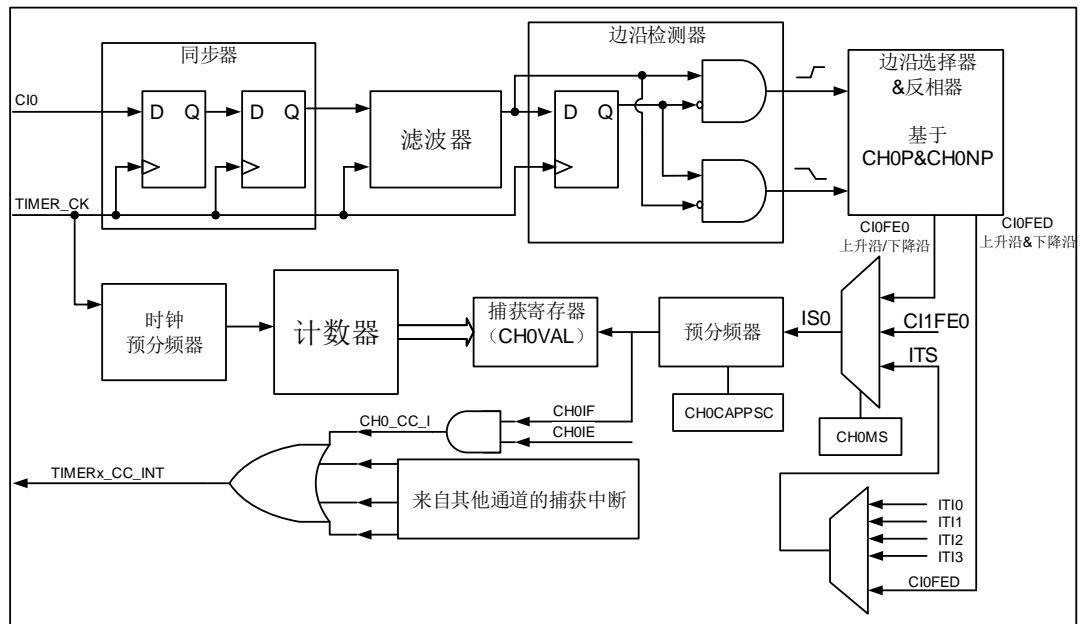 同步器
边沿检测器
CI0
D Q
D Q
滤波器
D Q
边沿选择器
&反相器
基于
CH0P&CH0NP
TIMER_CK
CI0FE0
上升沿/下降沿
CI0FED
上升沿&下降沿
时钟
预分频器
计数器
捕获寄存器
（CH0VAL）
预分频器
IS0
CI1FE0
ITS
CH0CAPPSC
CH0MS
CH0_CC_I
CH0IF
CH0IE
TIMERx_CC_INT
来自其他通道的捕获中断
ITI0
ITI1
ITI2
ITI3
CI0FED